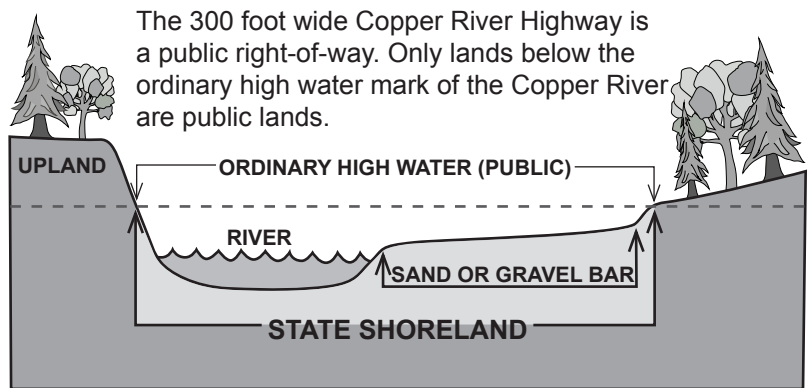 The 300 foot wide Copper River Highway is
a public right-of-way. Only lands below the
ordinary high water mark of the Copper River
are public lands.
UPLAND
ORDINARY HIGH WATER (PUBLIC)
RIVER
SAND OR GRAVEL BAR
STATE SHORELAND